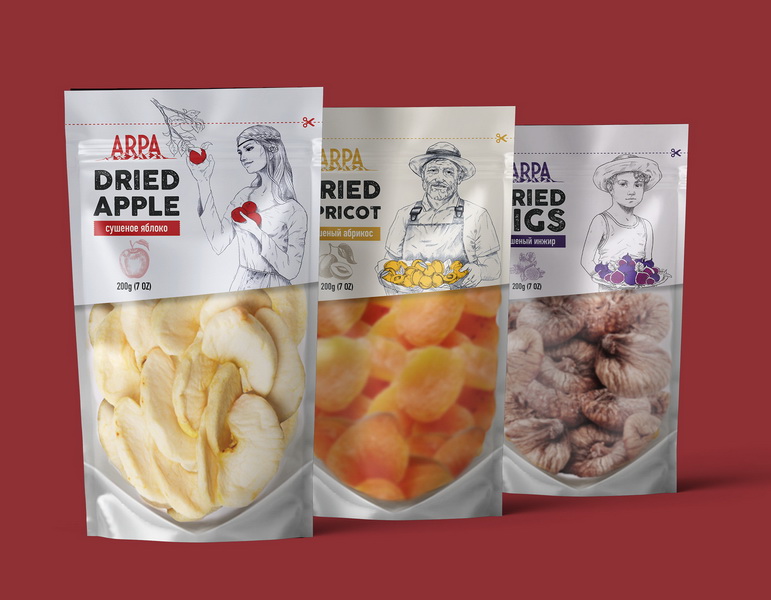 ARPA
DRIED
APPLE
сушеное яблоко
200g (7 OZ)
ARPA
RIED
PRICOT
шеный абрикос
200g (7 OZ)
ARPA
RIED
IGS
шеный инжир
200g (7 OZ)